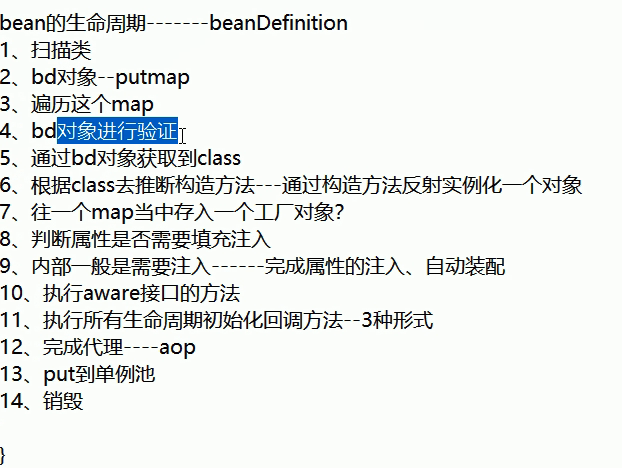 bean的生命周期-------beanDefinition
1、扫描类
2、bd对象--putmap
3、遍历这个map
4、bd对象进行验证
5、通过bd对象获取到class
6、根据class去推断构造方法---通过构造方法反射实例化一个对象
7、往一个map当中存入一个工厂对象?
8、判断属性是否需要填充注入
9、内部一般是需要注入------完成属性的注入、自动装配
10、执行aware接口的方法
11、执行所有生命周期初始化回调方法--3种形式
12、完成代理----aop
13、put到单例池
14、销毁
}